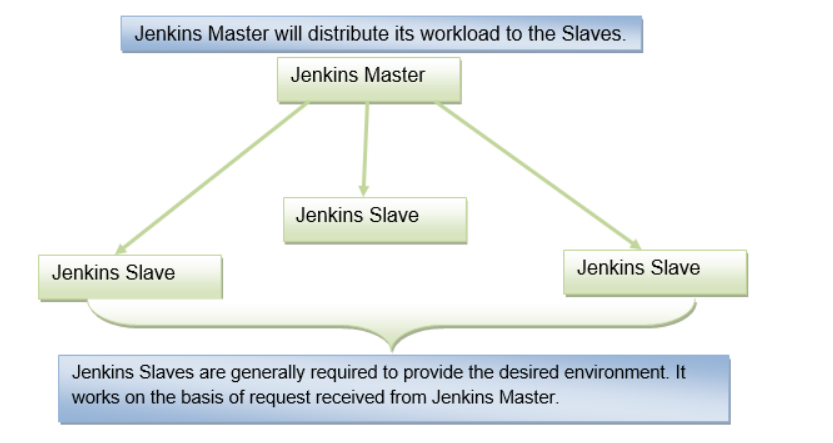 Jenkins Master will distribute its workload to the Slaves.
Jenkins Master
Jenkins Slave
Jenkins Slave
Jenkins Slave
Jenkins Slaves are generally required to provide the desired environment. It
works on the basis of request received from Jenkins Master.